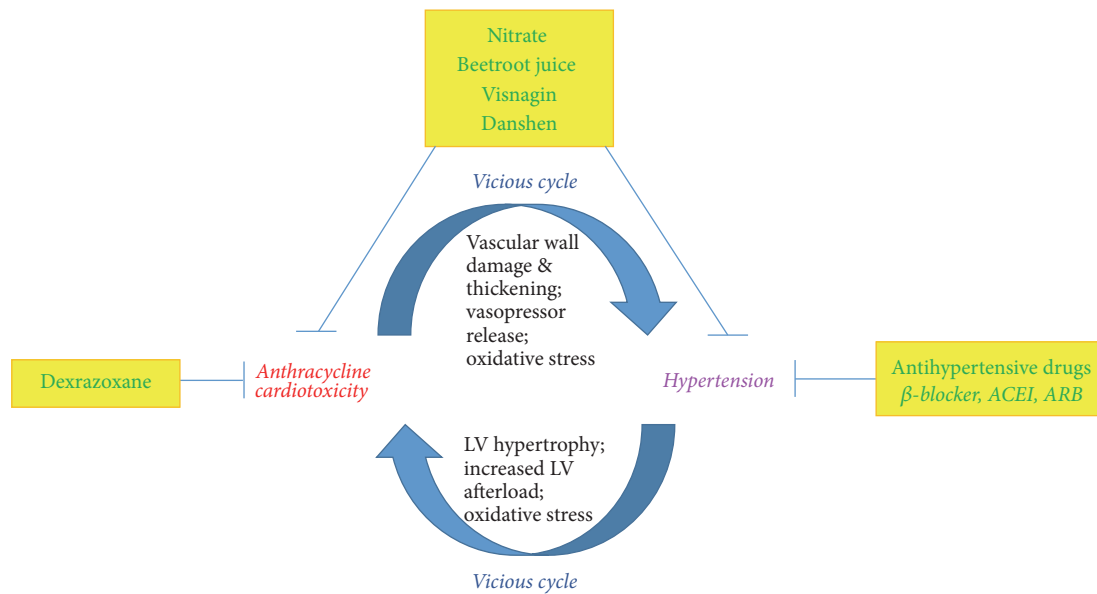 Nitrate
Beetroot juice
Visnagin
Danshen
Vicious cycle
Vascular wall
damage &
thickening;
vasopressor
release;
oxidative stress
Dexrazoxane
Anthracycline
cardiotoxicity
Hypertension
Antihypertensive drugs
β-blocker, ACEI, ARB
LV hypertrophy;
increased LV
afterload;
oxidative stress
Vicious cycle